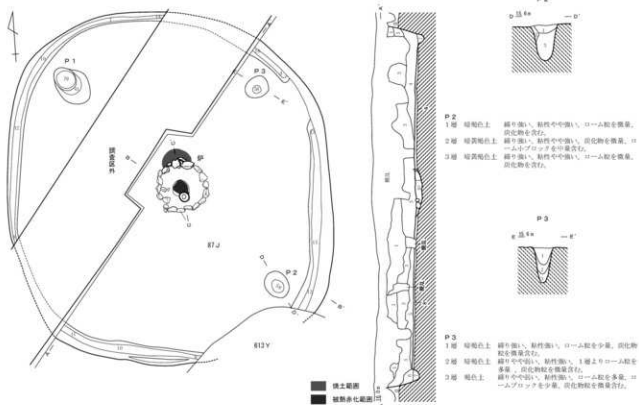 P 1
P 3
調査区外
炉
87J
P 2
612Y
焼土範囲
被熱赤化範囲
P 2
1層 暗褐色土 締り強い、粘性やや強い、ローム粒を微量、
炭化物を含む。
2層 暗黄褐色土 締り強い、粘性やや強い、炭化物を微量、ロ
ーム小ブロックを中量含む。
3層 暗黄褐色土 締り強い、粘性やや強い、ローム粒を微量、
炭化物を含む。
P 3
P 3
1層 暗褐色土 締り強い、粘性強い、ローム粒を少量、炭化物
粒を微量含む。
2層 暗褐色土 締りやや弱い、粘性強い、1層よりローム粒を
多量、炭化物粒を微量含む。
3層 褐色土 締りやや弱い、粘性強い、ローム粒を多量、ロ
ームブロックを少量、炭化物粒を微量含む。